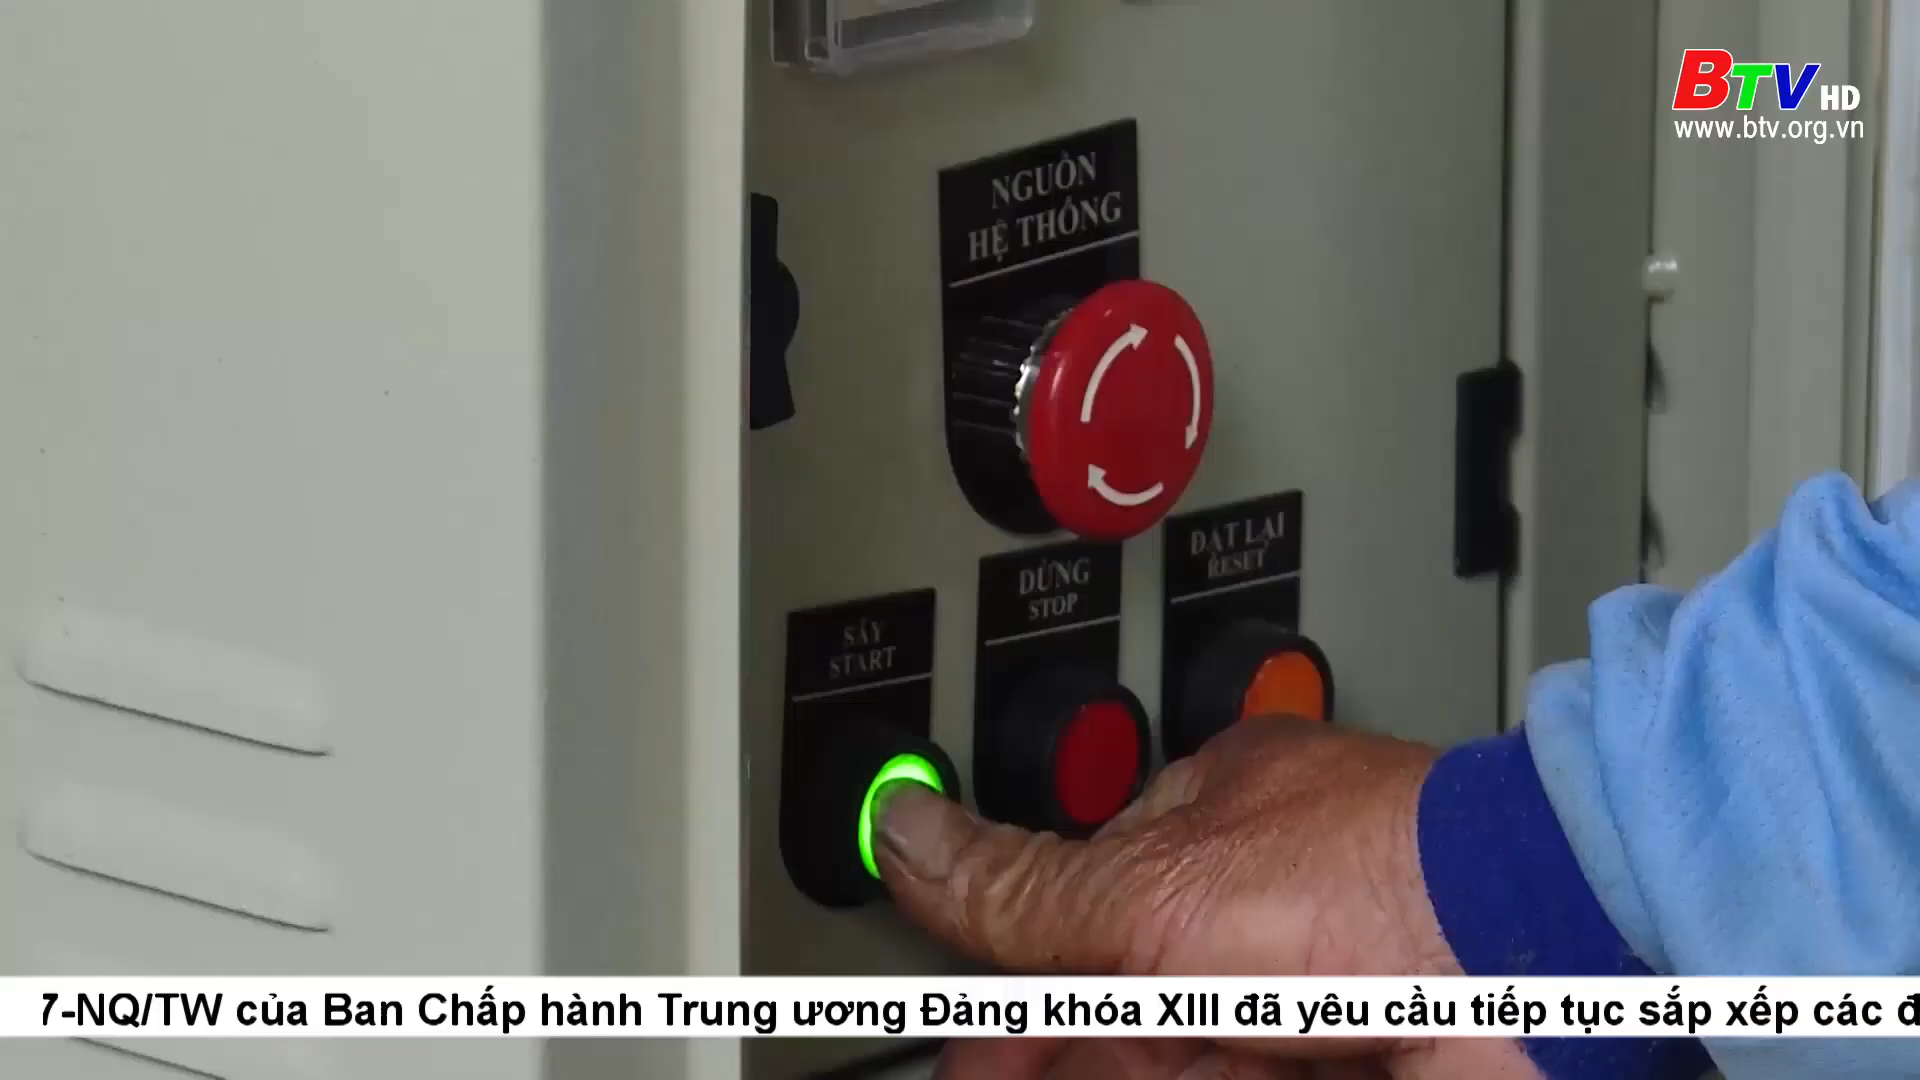 BTV HD
www.btv.org.vn
NGUỒN
HỆ THỐNG
ĐẶT LẠI
RESET
DỪNG
STOP
SẤY
START
7-NQ/TW của Ban Chấp hành Trung ương Đảng khóa XIII đã yêu cầu tiếp tục sắp xếp các đ